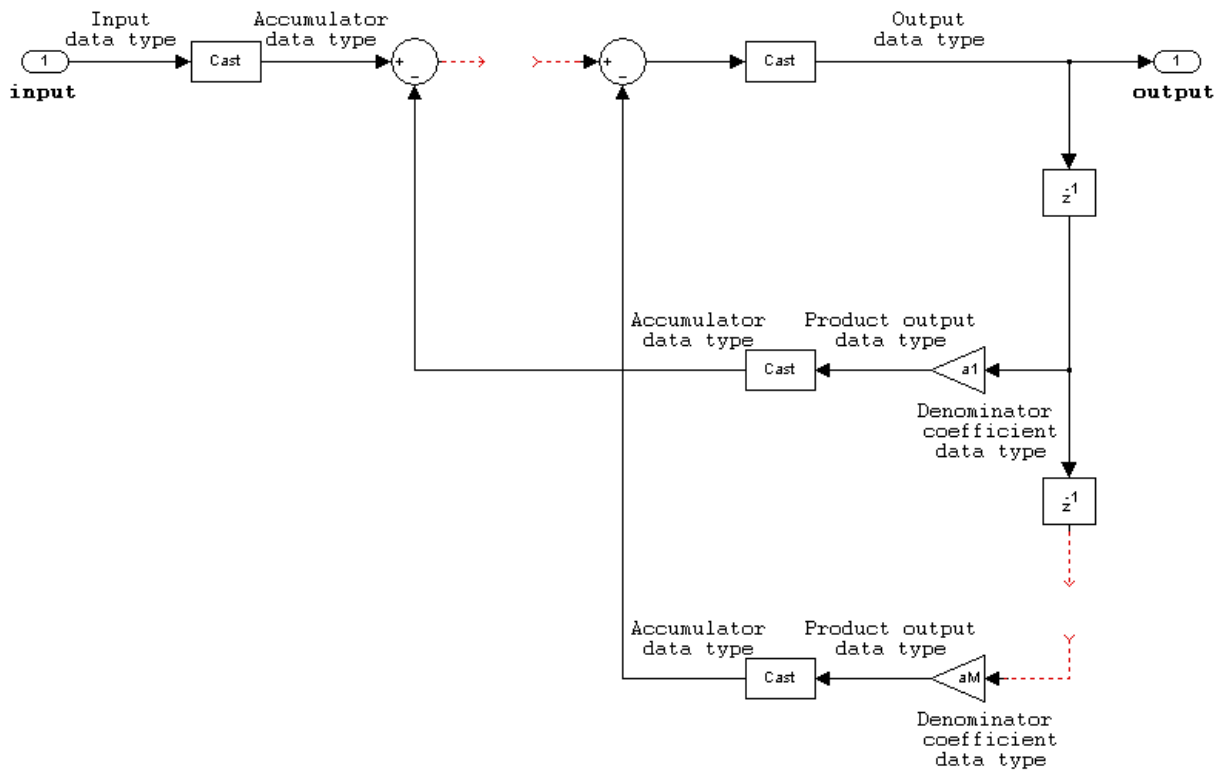 Input
data type
Accumulator
data type
Output
data type
1
Cast
+
−
+
−
Cast
1
input
output
z-1
Accumulator
data type
Product output
data type
Cast
a1
Denominator
coefficient
data type
z-1
Accumulator
data type
Product output
data type
Cast
aM
Denominator
coefficient
data type